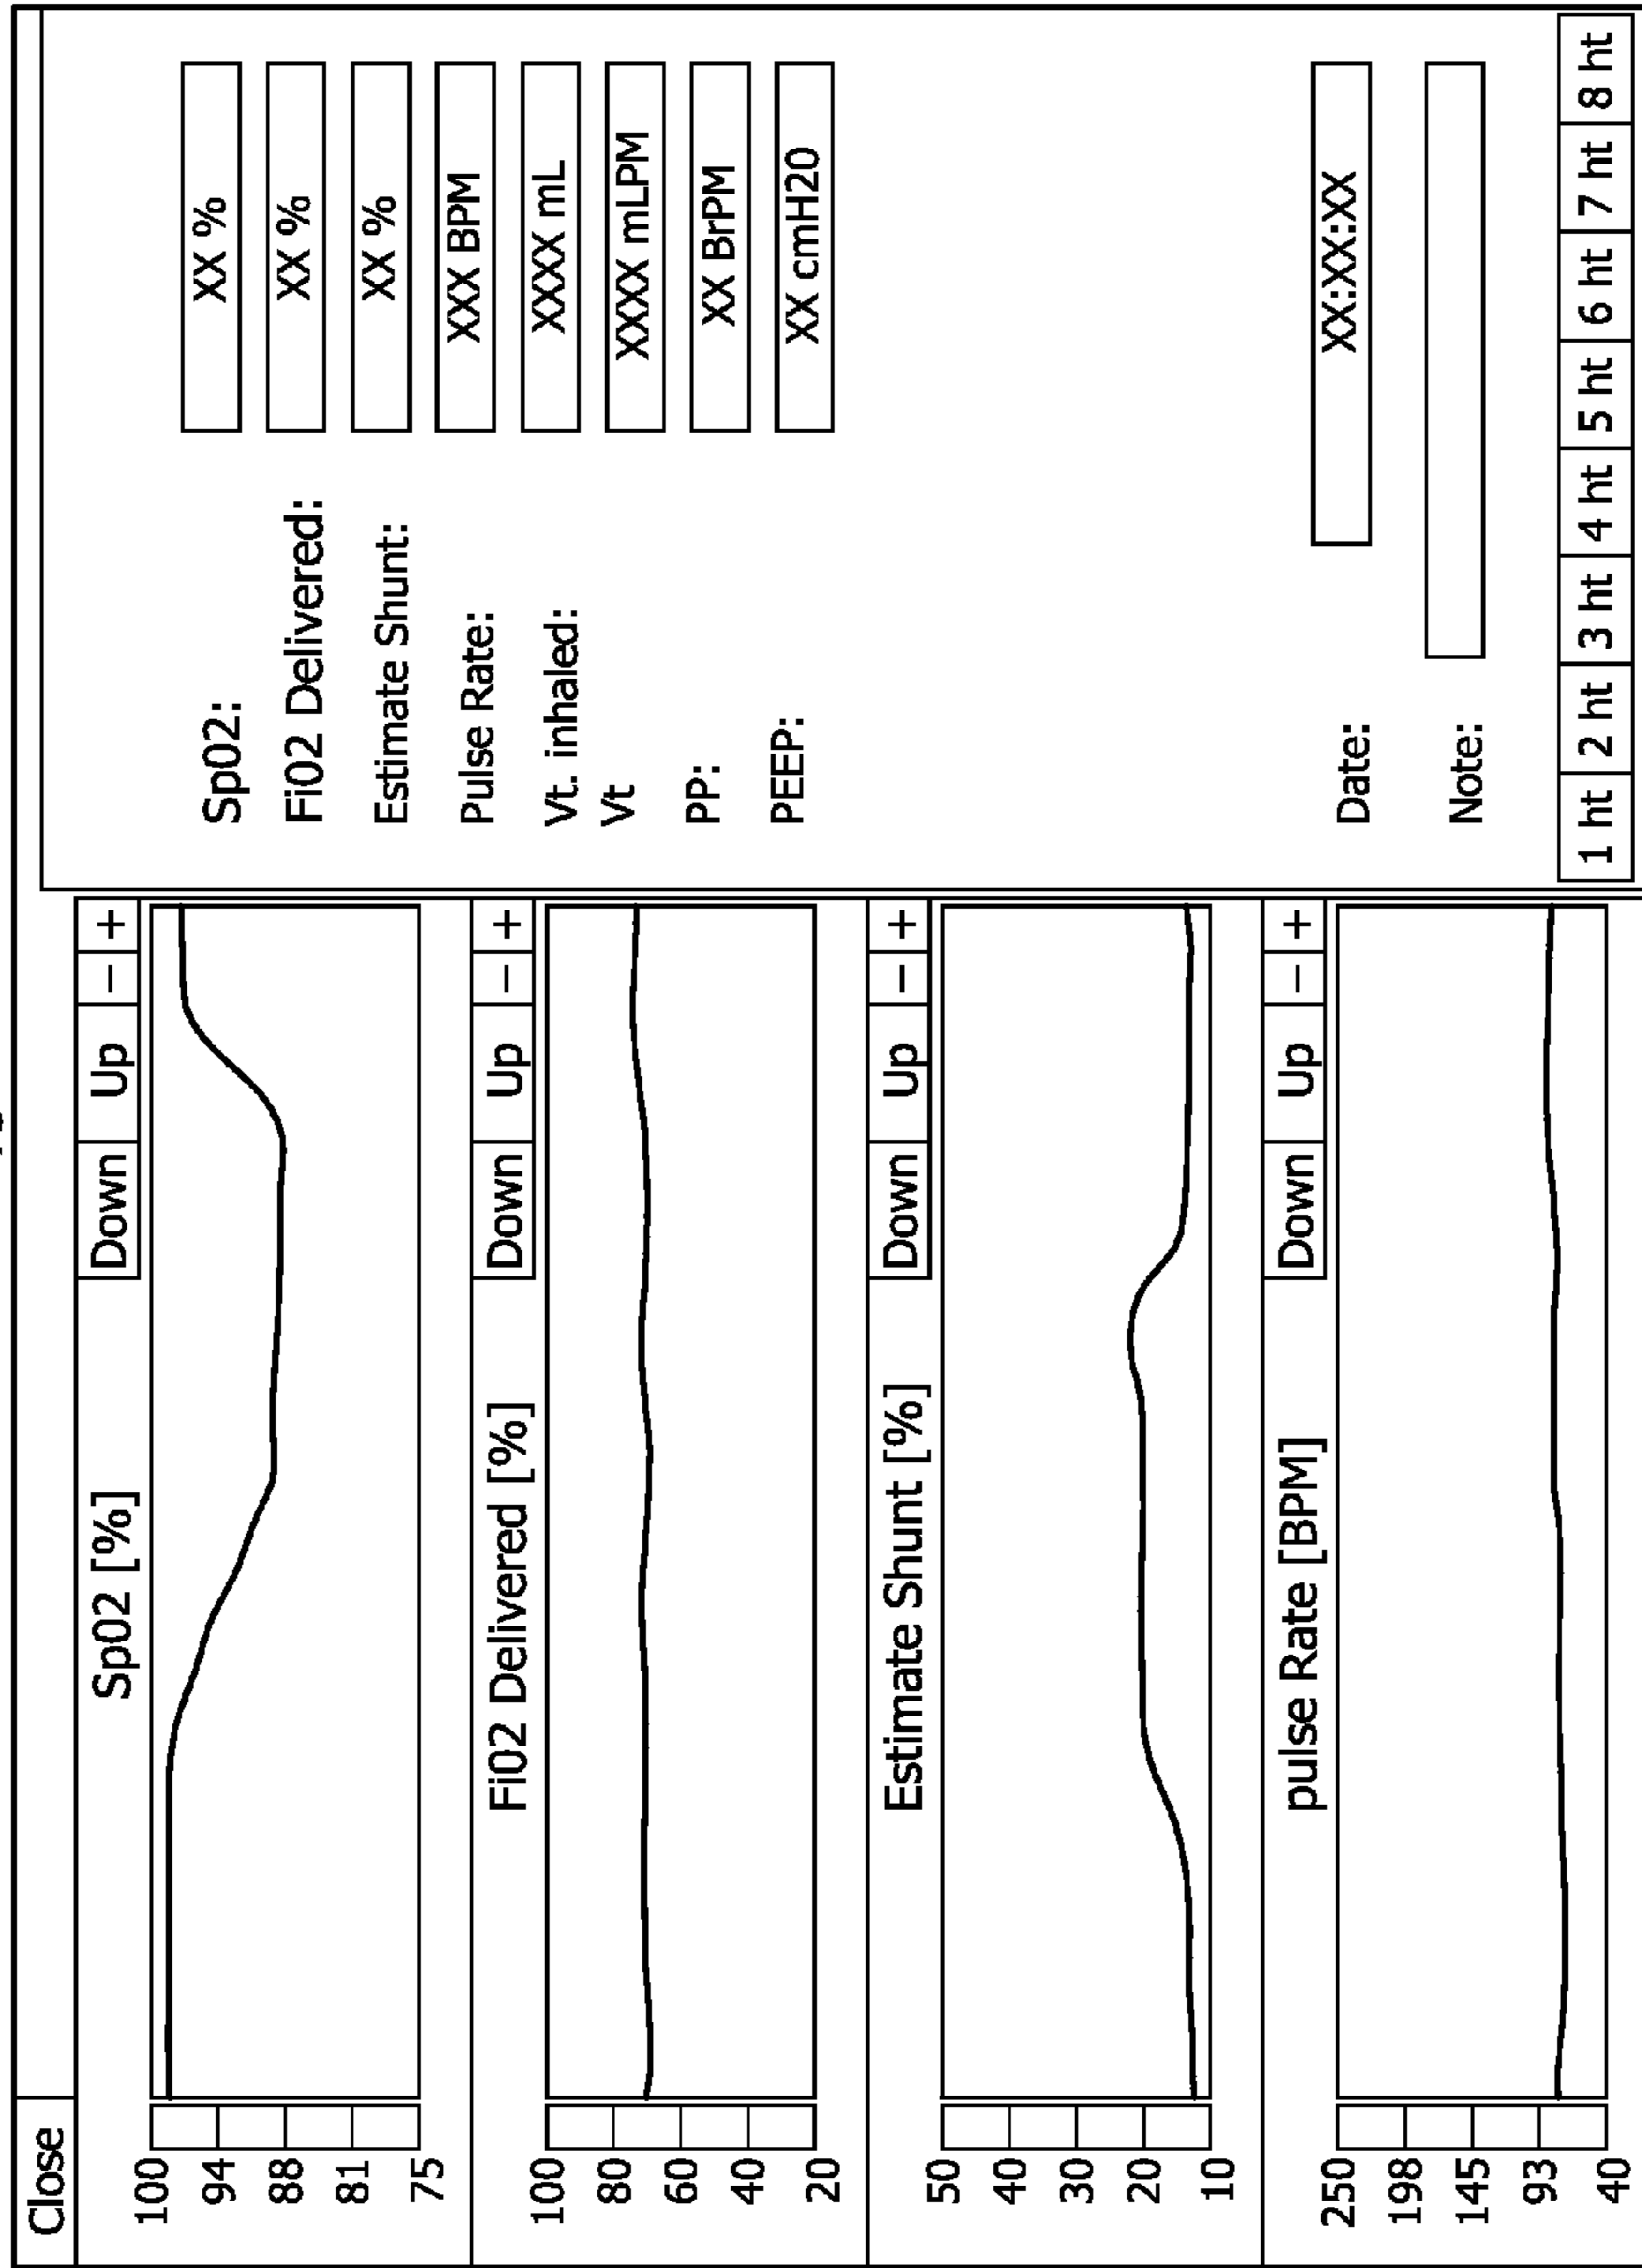 Close
Sp02 [%]
Down Up − +
100
94
88
81
75
Fi02 Delivered [%]
Down Up − +
100
80
60
40
20
Estimate Shunt [%]
Down Up − +
50
40
30
20
10
pulse Rate [BPM]
Down Up − +
250
198
145
93
40
Sp02: XX %
Fi02 Delivered: XX %
Estimate Shunt: XX %
Pulse Rate: XXX BPM
Vt. inhaled: XXXX mL
Vt XXXX mLPM
PP: XX BrPM
PEEP: XX cmH20
Date: XX:XX:XX
Note:
1 ht 2 ht 3 ht 4 ht 5 ht 6 ht 7 ht 8 ht